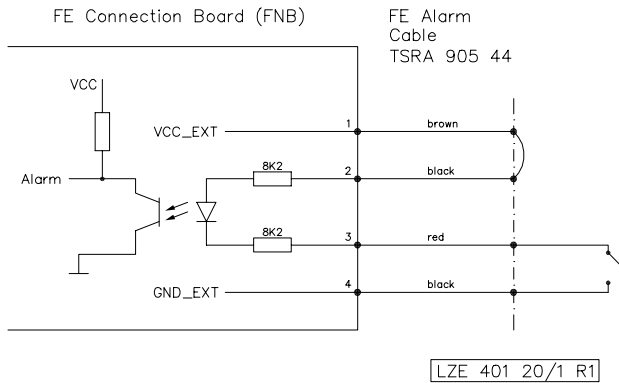 FE Connection Board (FNB)
FE Alarm
Cable
TSRA 905 44
VCC
VCC_EXT
1
brown
8K2
2
black
Alarm
8K2
3
red
GND_EXT
4
black
LZE 401 20/1 R1